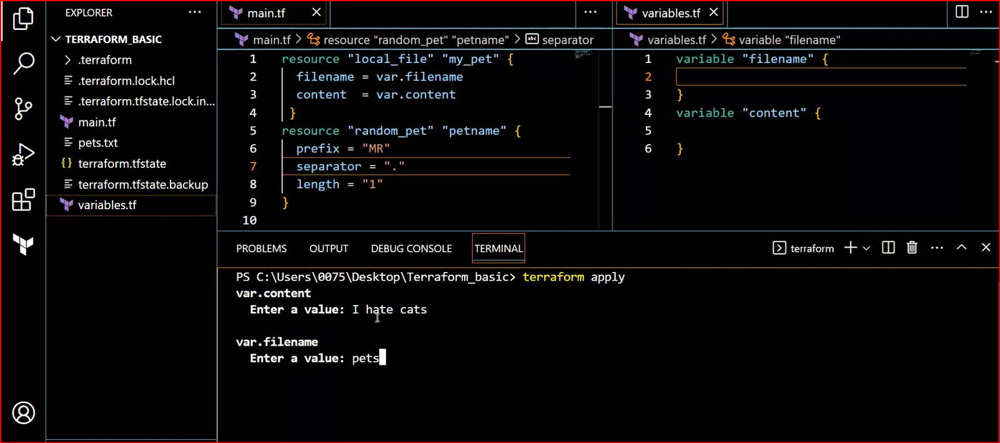 EXPLORER
TERRAFORM_BASIC
.terraform
.terraform.lock.hcl
.terraform.tfstate.lock.in...
main.tf
pets.txt
terraform.tfstate
terraform.tfstate.backup
variables.tf
main.tf
main.tf > resource "random_pet" "petname" > separator
1 resource "local_file" "my_pet" {
2 filename = var.filename
3 content  = var.content
4 }
5 resource "random_pet" "petname" {
6 prefix = "MR"
7 separator = "."
8 length = "1"
9 }
10
variables.tf
variables.tf > variable "filename"
1 variable "filename" {
2
3 }
4 variable "content" {
5
6 }
PROBLEMS OUTPUT DEBUG CONSOLE TERMINAL terraform
PS C:\Users\0075\Desktop\Terraform_basic> terraform apply
var.content
Enter a value: I hate cats
var.filename
Enter a value: pets